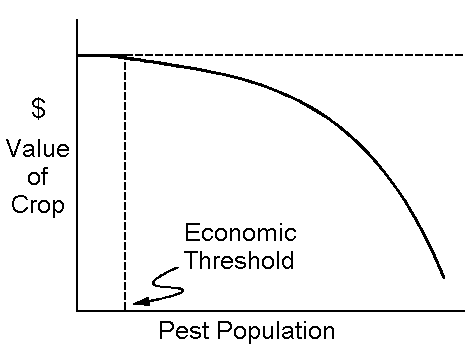 $
Value
of
Crop
Economic
Threshold
Pest Population